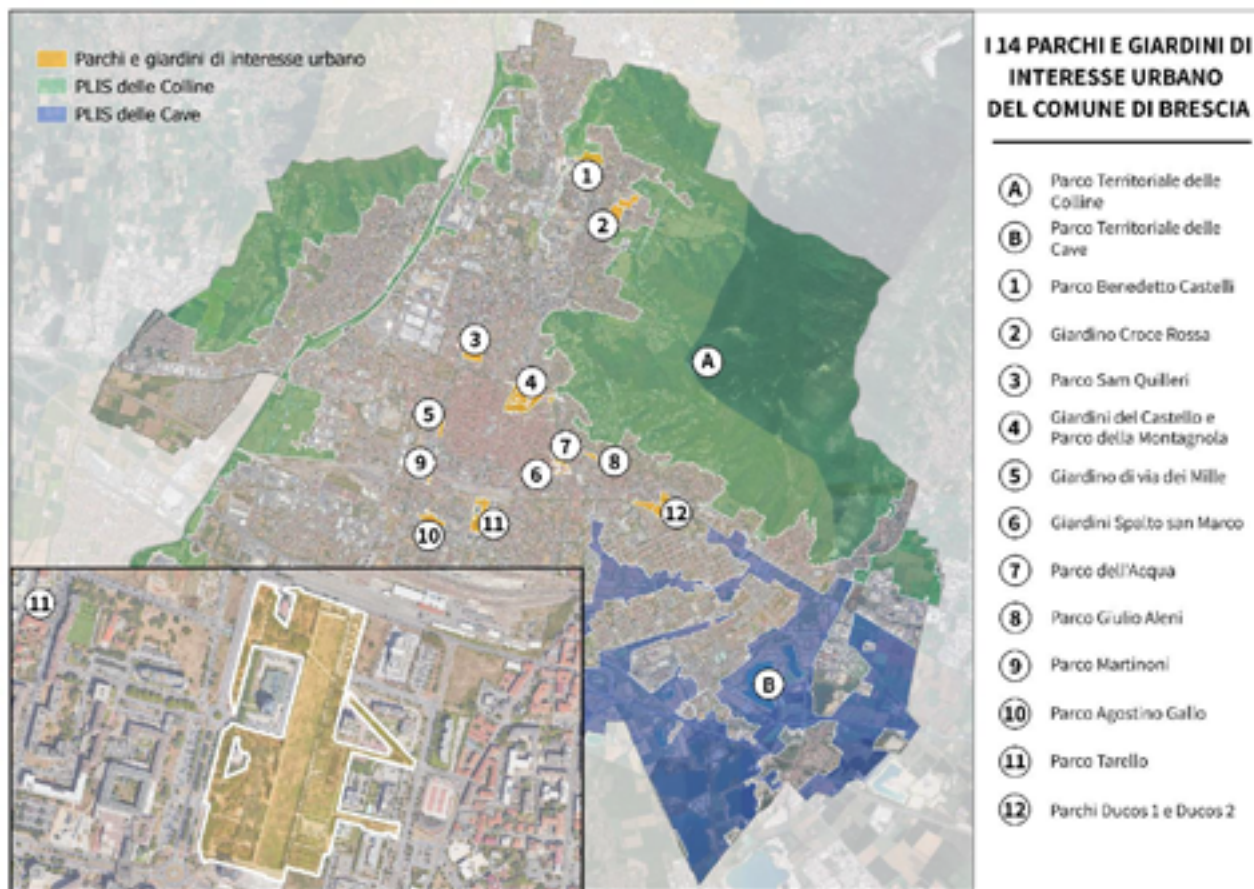 Parchi e giardini di interesse urbano
PLIS delle Colline
PLIS delle Cave
1
2
3
A
4
5
7
8
9
6
12
11
10
B
11
I 14 PARCHI E GIARDINI DI
INTERESSE URBANO
DEL COMUNE DI BRESCIA
A Parco Territoriale delle
Colline
B Parco Territoriale delle
Cave
1 Parco Benedetto Castelli
2 Giardino Croce Rossa
3 Parco Sam Quilleri
4 Giardini del Castello e
Parco della Montagnola
5 Giardino di via dei Mille
6 Giardini Spalto san Marco
7 Parco dell'Acqua
8 Parco Giulio Aleni
9 Parco Martinoni
10 Parco Agostino Gallo
11 Parco Tarello
12 Parchi Ducos 1 e Ducos 2